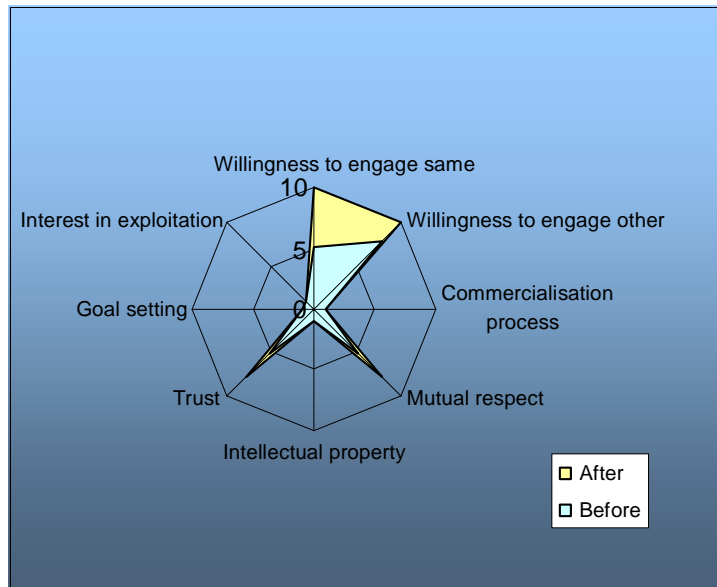 Willingness to engage same
10
Interest in exploitation
Willingness to engage other
5
Goal setting
0
Commercialisation
process
Trust
Mutual respect
Intellectual property
After
Before